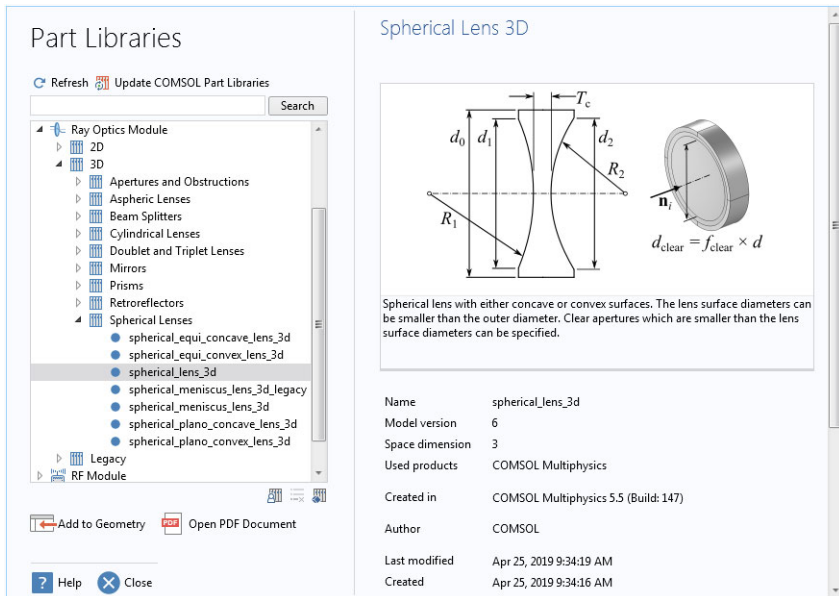 Part Libraries
Refresh Update COMSOL Part Libraries
Search
Ray Optics Module
2D
3D
Apertures and Obstructions
Aspheric Lenses
Beam Splitters
Cylindrical Lenses
Doublet and Triplet Lenses
Mirrors
Prisms
Retroreflectors
Spherical Lenses
spherical_equi_concave_lens_3d
spherical_equi_convex_lens_3d
spherical_lens_3d
spherical_meniscus_lens_3d_legacy
spherical_meniscus_lens_3d
spherical_plano_concave_lens_3d
spherical_plano_convex_lens_3d
Legacy
RF Module
Add to Geometry PDF Open PDF Document
? Help Close
Spherical Lens 3D
T_c
d_0 d_1 d_2
R_2
R_1
n_i
d_clear = f_clear × d
Spherical lens with either concave or convex surfaces. The lens surface diameters can
be smaller than the outer diameter. Clear apertures which are smaller than the lens
surface diameters can be specified.
Name spherical_lens_3d
Model version 6
Space dimension 3
Used products COMSOL Multiphysics
Created in COMSOL Multiphysics 5.5 (Build: 147)
Author COMSOL
Last modified Apr 25, 2019 9:34:19 AM
Created Apr 25, 2019 9:34:16 AM